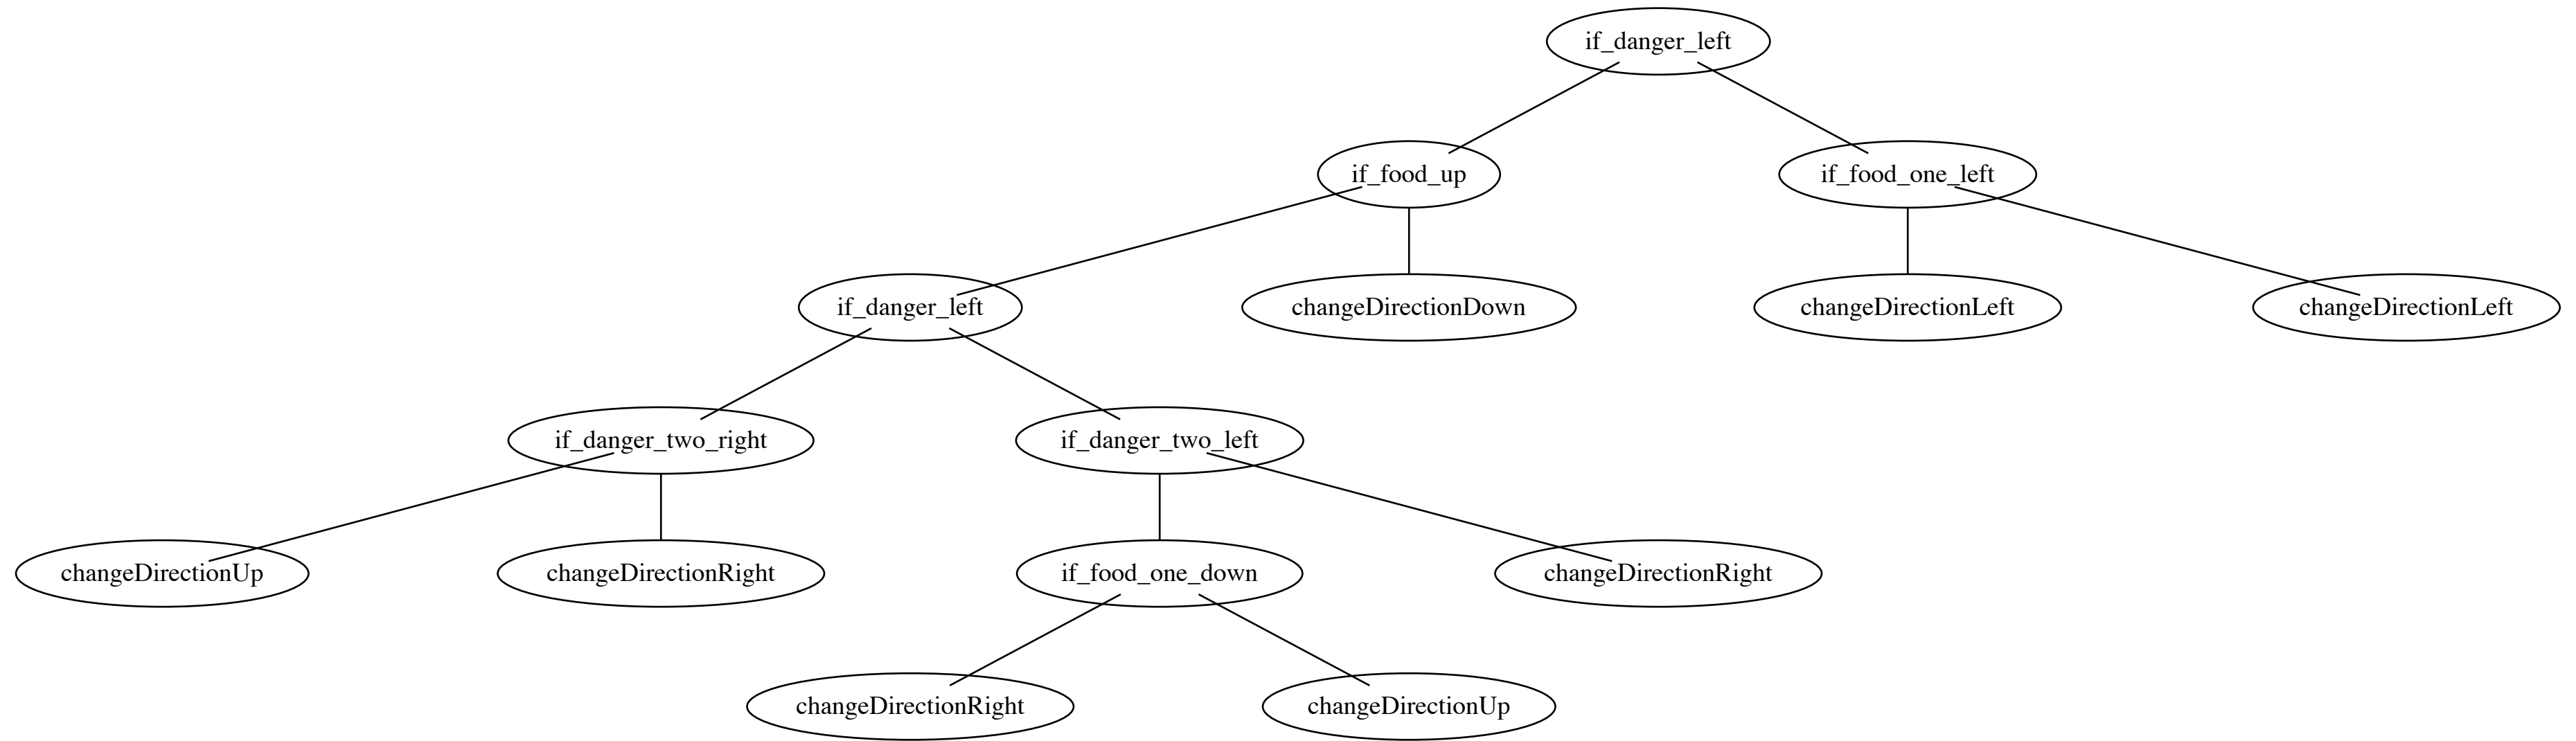 if_danger_left
if_food_up
if_food_one_left
if_danger_left
changeDirectionDown
changeDirectionLeft
changeDirectionLeft
if_danger_two_right
if_danger_two_left
changeDirectionUp
changeDirectionRight
if_food_one_down
changeDirectionRight
changeDirectionRight
changeDirectionUp